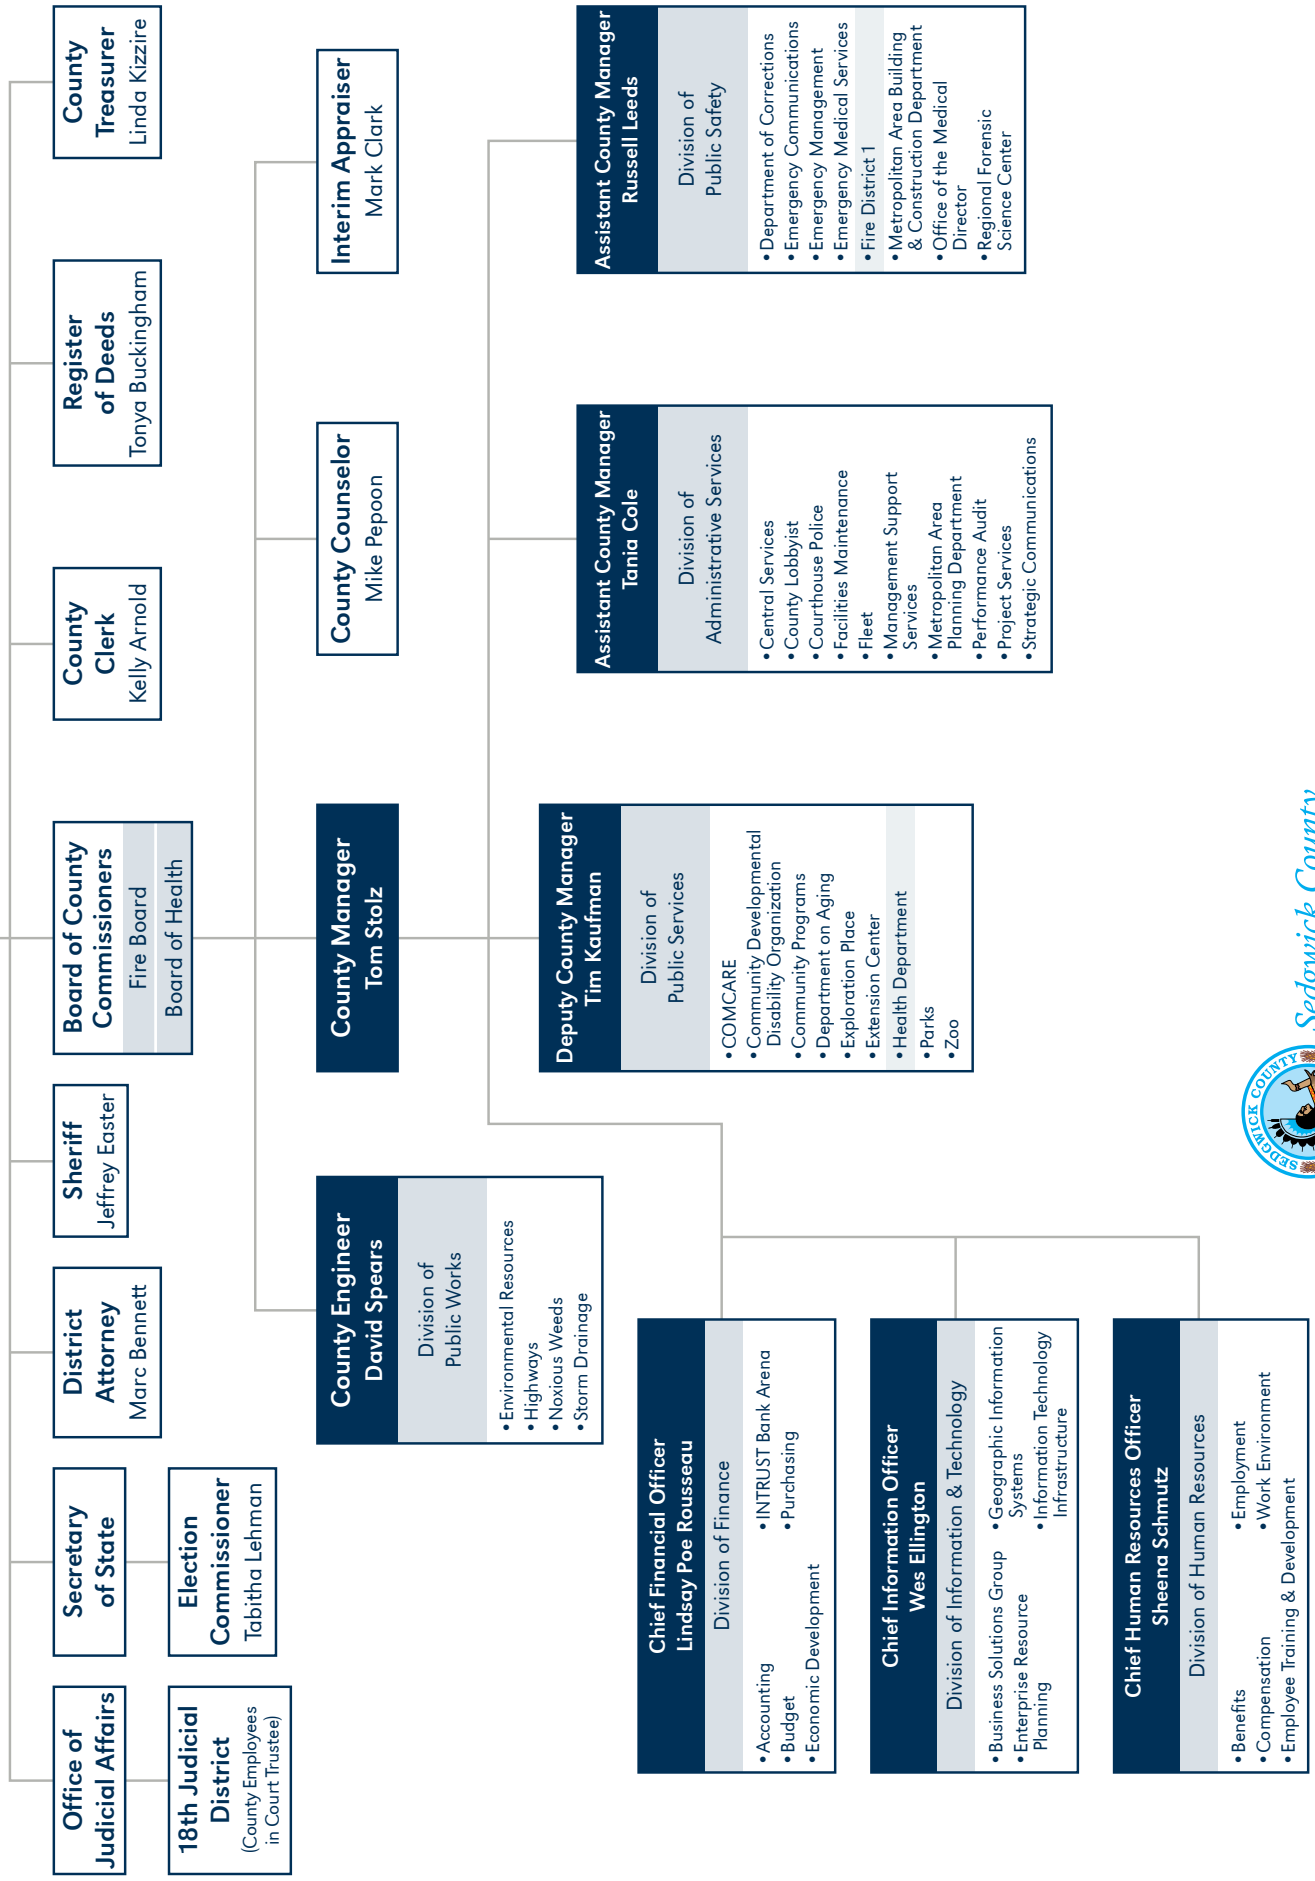 Office of
Judicial Affairs
18th Judicial
District
(County Employees
in Court Trustee)
Secretary
of State
Election
Commissioner
Tabitha Lehman
District
Attorney
Marc Bennett
Sheriff
Jeffrey Easter
Board of County
Commissioners
Fire Board
Board of Health
County
Clerk
Kelly Arnold
Register
of Deeds
Tonya Buckingham
County
Treasurer
Linda Kizzire
County Engineer
David Spears
Division of
Public Works
• Environmental Resources
• Highways
• Noxious Weeds
• Storm Drainage
County Manager
Tom Stolz
County Counselor
Mike Pepoon
Interim Appraiser
Mark Clark
Deputy County Manager
Tim Kaufman
Division of
Public Services
• COMCARE
• Community Developmental
Disability Organization
• Community Programs
• Department on Aging
• Exploration Place
• Extension Center
• Health Department
• Parks
• Zoo
Assistant County Manager
Tania Cole
Division of
Administrative Services
• Central Services
• County Lobbyist
• Courthouse Police
• Facilities Maintenance
• Fleet
• Management Support
Services
• Metropolitan Area
Planning Department
• Performance Audit
• Project Services
• Strategic Communications
Assistant County Manager
Russell Leeds
Division of
Public Safety
• Department of Corrections
• Emergency Communications
• Emergency Management
• Emergency Medical Services
• Fire District 1
• Metropolitan Area Building
& Construction Department
• Office of the Medical
Director
• Regional Forensic
Science Center
Chief Financial Officer
Lindsay Poe Rousseau
Division of Finance
• Accounting
• Budget
• Economic Development
• INTRUST Bank Arena
• Purchasing
Chief Information Officer
Wes Ellington
Division of Information & Technology
• Business Solutions Group
• Enterprise Resource
Planning
• Geographic Information
Systems
• Information Technology
Infrastructure
Chief Human Resources Officer
Sheena Schmutz
Division of Human Resources
• Benefits
• Compensation
• Employee Training & Development
• Employment
• Work Environment
SEDGWICK COUNTY
Sedgwick County